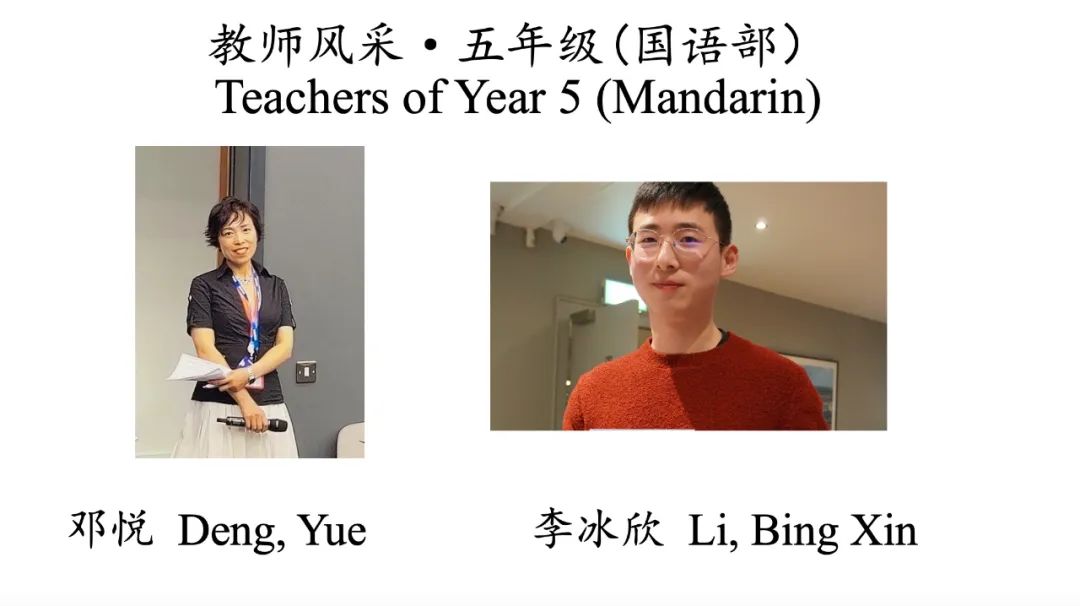 教师风采·五年级(国语部)
Teachers of Year 5 (Mandarin)
邓悦 Deng, Yue
李冰欣 Li, Bing Xin